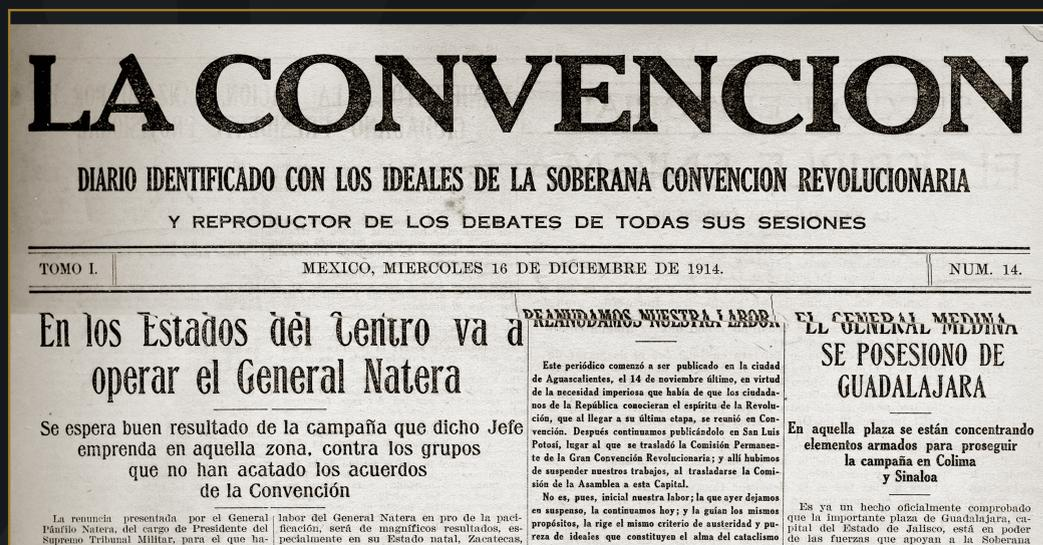 LA CONVENCION
DIARIO IDENTIFICADO CON LOS IDEALES DE LA SOBERANA CONVENCION REVOLUCIONARIA
Y REPRODUCTOR DE LOS DEBATES DE TODAS SUS SESIONES
TOMO I.
MEXICO, MIERCOLES 16 DE DICIEMBRE DE 1914.
NUM. 14.
En los Estados del Centro va a
operar el General Natera
Se espera buen resultado de la campaña que dicho Jefe
emprenda en aquella zona, contra los grupos
que no han acatado los acuerdos
de la Convención
La renuncia presentada por el General
Pánfilo Natera, del cargo de Presidente del
Supremo Tribunal Militar, para el que ha-
labor del General Natera en pro de la paci-
ficación, será de magníficos resultados, es-
pecialmente en su Estado natal, Zacatecas,
REANUDAMOS NUESTRA LABOR.
Este periódico comenzó a ser publicado en la ciudad
de Aguascalientes, el 14 de noviembre último, en virtud
de la necesidad imperiosa que había de que los ciudada-
nos de la República conocieran el espíritu de la Revolu-
ción, que al llegar a su última etapa, se reunió en Con-
vención. Después continuamos publicándolo en San Luis
Potosí, lugar al que se trasladó la Comisión Permanen-
te de la Gran Convención Revolucionaria; y allí hubimos
de suspender nuestros trabajos, al trasladarse la Comi-
sión de la Asamblea a esta Capital.
No es, pues, inicial nuestra labor; la que ayer dejamos
en suspenso, la continuamos hoy; y la guían los mismos
propósitos, la rige el mismo criterio de austeridad y pu-
reza de ideales que constituyen el alma del cataclismo
EL GENERAL MEDINA
SE POSESIONO DE
GUADALAJARA
En aquella plaza se están concentrando
elementos armados para proseguir
la campaña en Colima
y Sinaloa
Es ya un hecho oficialmente comprobado
que la importante plaza de Guadalajara, ca-
pital del Estado de Jalisco, está en poder
de las fuerzas que apoyan a la Soberana